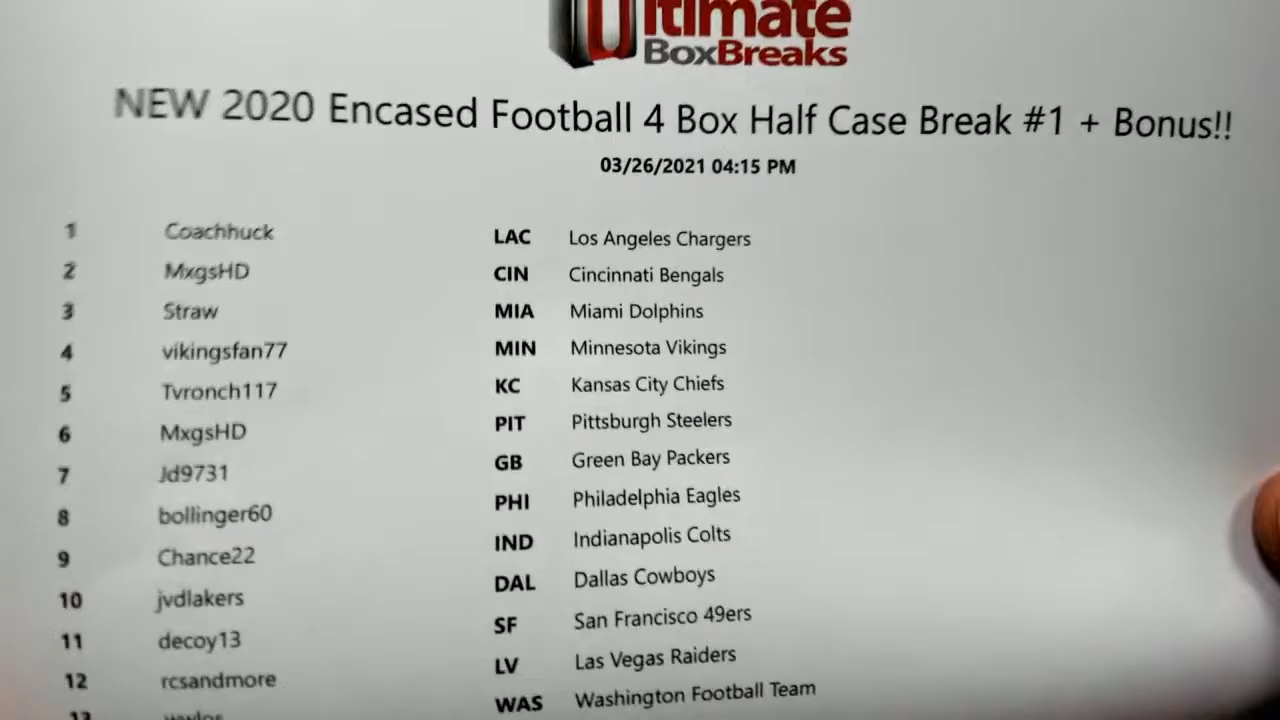 Ultimate
BoxBreaks
NEW 2020 Encased Football 4 Box Half Case Break #1 + Bonus!!
03/26/2021 04:15 PM
1 Coachhuck LAC Los Angeles Chargers
2 MxgsHD CIN Cincinnati Bengals
3 Straw MIA Miami Dolphins
4 vikingsfan77 MIN Minnesota Vikings
5 Tvronch117 KC Kansas City Chiefs
6 MxgsHD PIT Pittsburgh Steelers
7 Jd9731 GB Green Bay Packers
8 bollinger60 PHI Philadelphia Eagles
9 Chance22 IND Indianapolis Colts
10 jvdlakers DAL Dallas Cowboys
11 decoy13 SF San Francisco 49ers
12 rcsandmore LV Las Vegas Raiders
13 WAS Washington Football Team